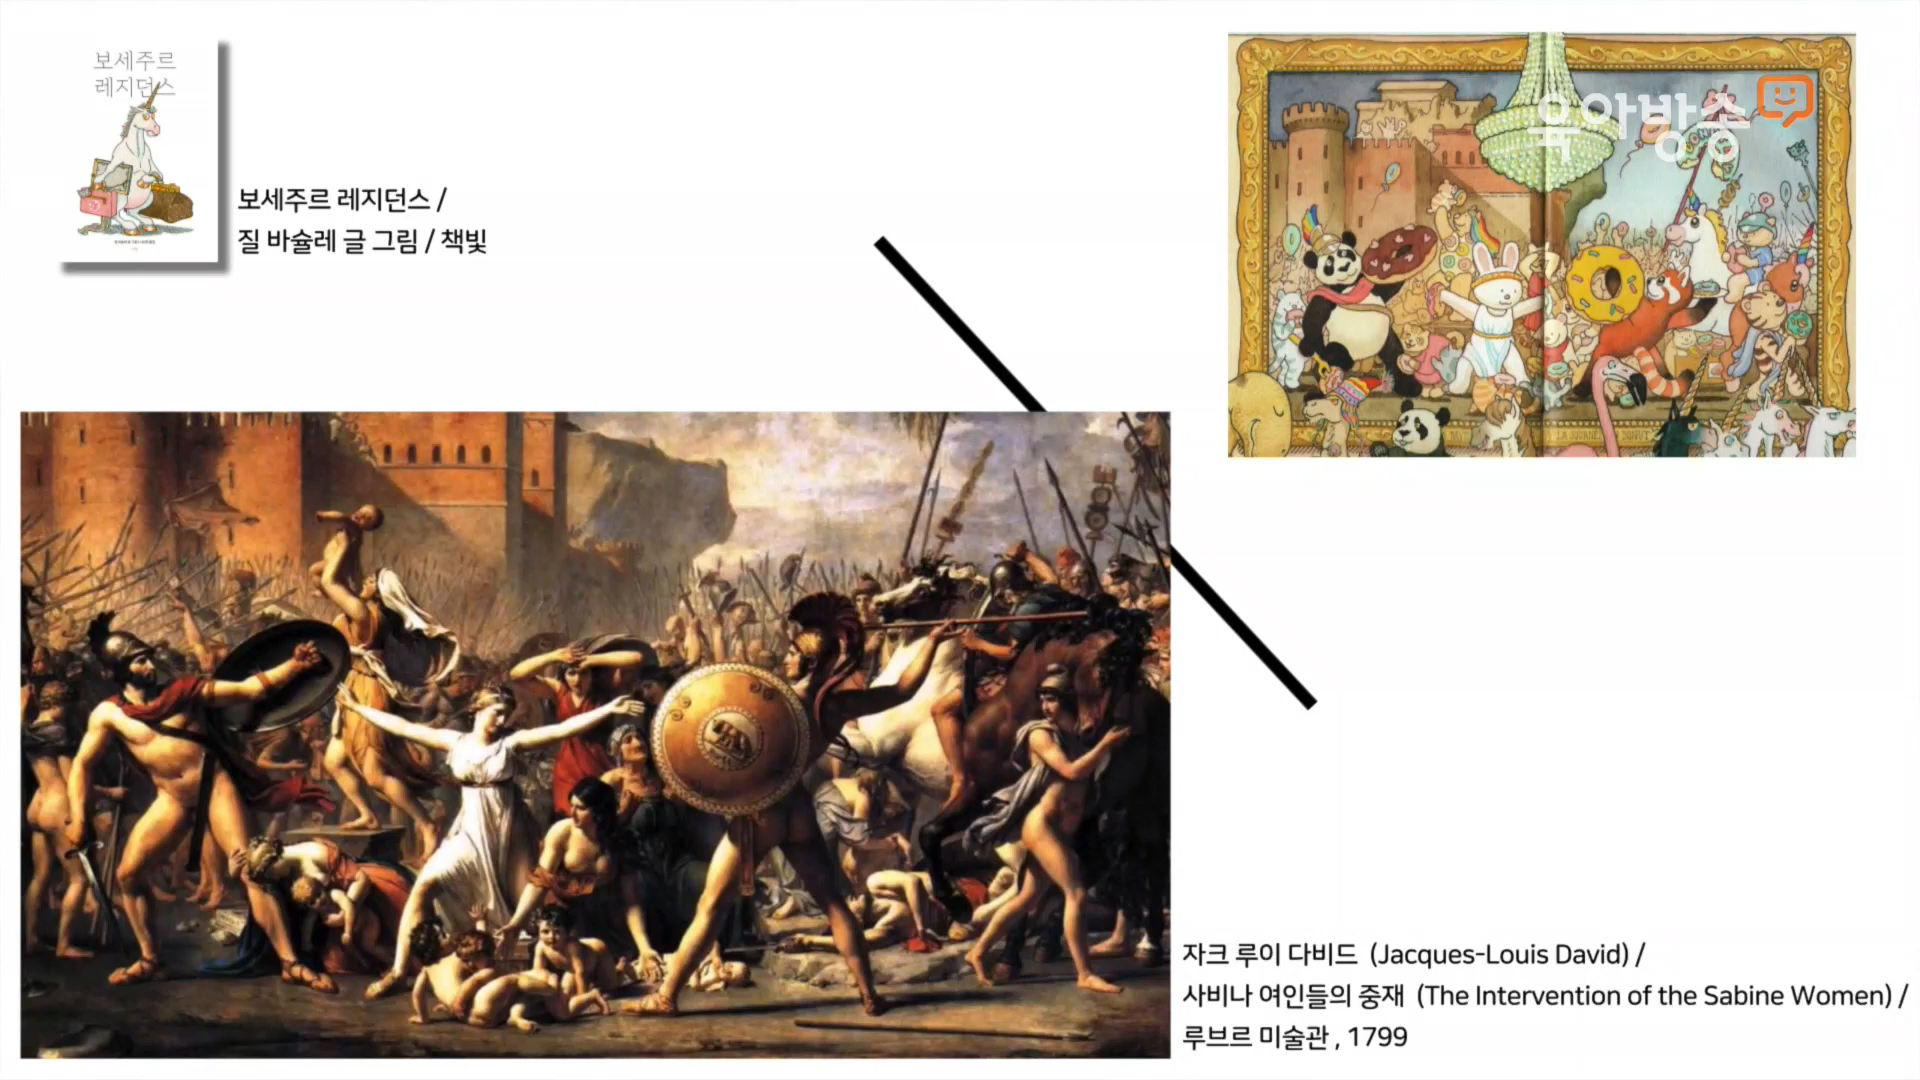 보세주르
레지던스
보세주르 레지던스 /
질 바슐레 글 그림 / 책빛
육아방송
자크 루이 다비드 (Jacques-Louis David) /
사비나 여인들의 중재 (The Intervention of the Sabine Women) /
루브르 미술관 , 1799